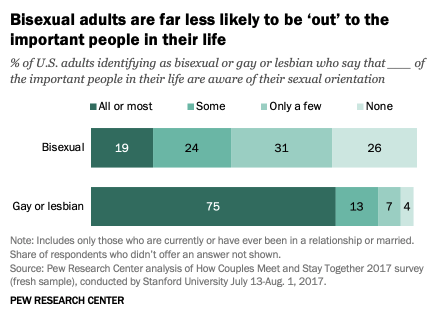 Bisexual adults are far less likely to be ‘out’ to the
important people in their life
% of U.S. adults identifying as bisexual or gay or lesbian who say that ___ of
the important people in their life are aware of their sexual orientation
All or most Some Only a few None
Bisexual 19 24 31 26
Gay or lesbian 75 13 7 4
Note: Includes only those who are currently or have ever been in a relationship or married.
Share of respondents who didn’t offer an answer not shown.
Source: Pew Research Center analysis of How Couples Meet and Stay Together 2017 survey
(fresh sample), conducted by Stanford University July 13-Aug. 1, 2017.
PEW RESEARCH CENTER